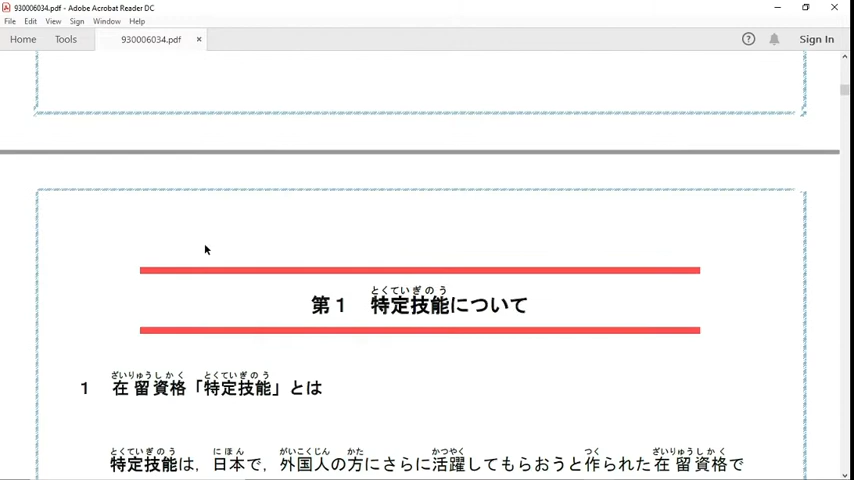 930006034.pdf - Adobe Acrobat Reader DC
File Edit View Sign Window Help
Home Tools 930006034.pdf × ? Sign In
とくていぎのう
第1 特定技能について
ざいりゅうしかく とくていぎのう
1 在留資格「特定技能」とは
とくていぎのう にほん がいこくじん かた かつやく つく ざいりゅうしかく
特定技能は，日本で，外国人の方にさらに活躍してもらおうと作られた在留資格で